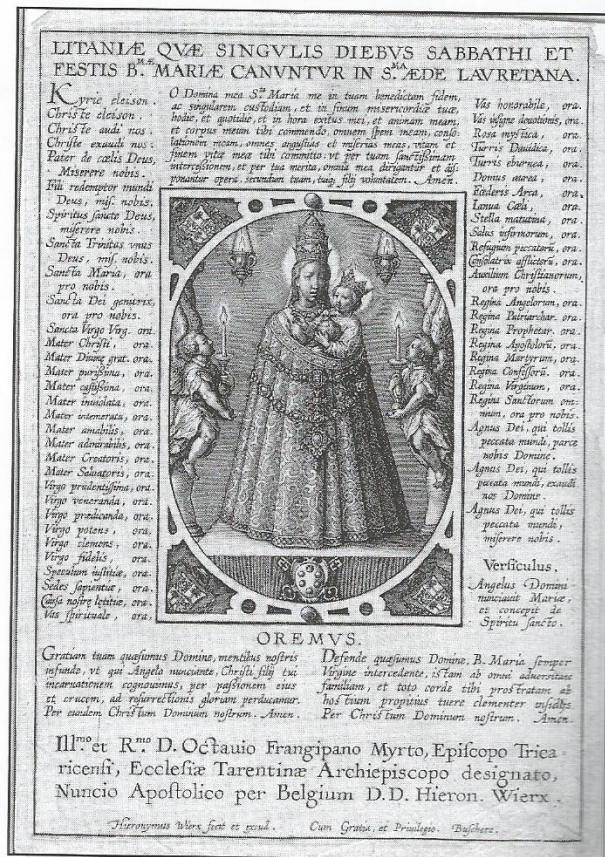 LITANIÆ QVÆ SINGVLIS DIEBVS SABBATHI ET
FESTIS B.MÆ MARIÆ CANVNTVR IN S.MA ÆDE LAVRETANA.
Kyrie eleison.
Christe eleison
Christe audi nos.
Christe exaudi nos.
Pater de cœlis Deus,
Miserere nobis.
Fili redemptor mundi
Deus, mis. nobis.
Spiritus sancte Deus,
miserere nobis.
Sancta Trinitas vnus
Deus, mis. nobis.
Sancta Maria, ora
pro nobis.
Sancta Dei genitrix,
ora pro nobis.
Sancta Virgo Virg. ora.
Mater Christi, ora.
Mater Diuinę grat. ora.
Mater purissima, ora.
Mater castissima, ora.
Mater inuiolata, ora.
Mater intemerata, ora.
Mater amabilis, ora.
Mater admirabilis, ora.
Mater Creatoris, ora.
Mater Saluatoris, ora.
Virgo prudentissima, ora.
Virgo veneranda, ora.
Virgo prædicanda, ora.
Virgo potens, ora.
Virgo clemens, ora.
Virgo fidelis, ora.
Speculum iustitiæ, ora.
Sedes sapientiæ, ora.
Causa nostrę lętitiæ, ora.
Vas spirituale, ora.
O Domina mea S.ta Maria me in tuam benedictam fidem,
ac singularem custodiam, et in sinum misericordiæ tuæ,
hodie, et quotidie, et in hora exitus mei, et animam meam,
et corpus meum tibi commendo, omnem spem meam, conso-
lationem meam, omnes angustias et miserias meas, vitam et
finem vitæ meæ tibi committo. vt per tuam sanctissimam
intercessionem, et per tua merita, omnia mea dirigantur et dis-
ponantur opera, secundum tuam, tuiq; filij voluntatem. Amen.
Vas honorabile, ora.
Vas insigne deuotionis, ora.
Rosa mystica, ora.
Turris Dauidica, ora.
Turris eburnea, ora.
Domus aurea, ora.
Fœderis Arca, ora.
Ianua Cœli, ora.
Stella matutina, ora.
Salus infirmorum, ora.
Refugium peccatorū, ora.
Consolatrix afflictorū, ora.
Auxilium Christianorum,
ora pro nobis.
Regina Angelorum, ora.
Regina Patriarchar. ora.
Regina Prophetar. ora.
Regina Apostolorū, ora.
Regina Martyrum, ora.
Regina Confessorū, ora.
Regina Virginum, ora.
Regina Sanctorum om-
nium, ora pro nobis.
Agnus Dei, qui tollis
peccata mundi, parce
nobis Domine.
Agnus Dei, qui tollis
peccata mundi, exaudi
nos Domine.
Agnus Dei, qui tollis
peccata mundi,
miserere nobis.
Versiculus.
Angelus Domini
nunciauit Mariæ,
et concepit de
Spiritu sancto.
OREMVS.
Gratiam tuam quæsumus Domine, mentibus nostris
infunde, vt qui Angelo nunciante, Christi filij tui
incarnationem cognouimus, per passionem eius
et crucem, ad resurrectionis gloriam perducamur.
Per eundem Christum Dominum nostrum. Amen.
Defende quæsumus Domine, B. Maria semper
Virgine intercedente, istam ab omni aduersitate
familiam, et toto corde tibi prostratam ab
hostium propitius tuere clementer insidijs
Per Christum Dominum nostrum. Amen
Ill.mo et R.mo D. Octauio Frangipano Myrto, Episcopo Trica-
ricensi, Ecclesiæ Tarentinæ Archiepiscopo designato,
Nuncio Apostolico per Belgium D.D. Hieron. Wierx.
Hieronymus Wierx fecit et excud. Cum Gratia, et Priuilegio. Buschere.